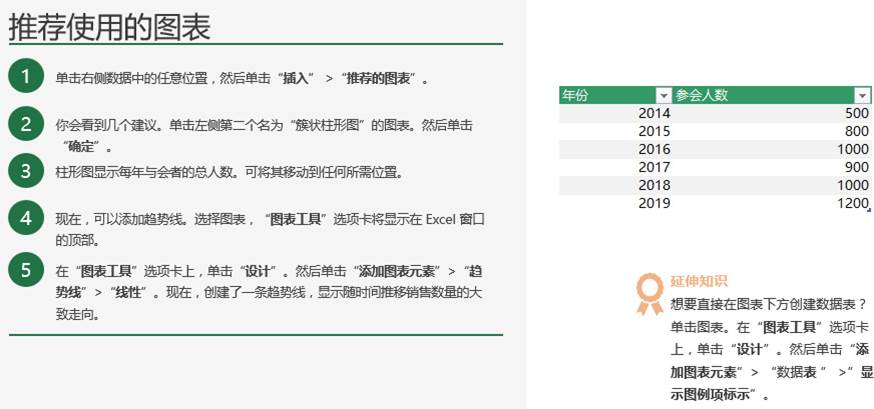 推荐使用的图表
1 单击右侧数据中的任意位置，然后单击“插入” >“推荐的图表”。
2 你会看到几个建议。单击左侧第二个名为“簇状柱形图”的图表。然后单击
“确定”。
3 柱形图显示每年与会者的总人数。可将其移动到任何所需位置。
4 现在，可以添加趋势线。选择图表，“图表工具”选项卡将显示在 Excel 窗口
的顶部。
5 在“图表工具”选项卡上，单击“设计”。然后单击“添加图表元素”>“趋
势线”>“线性”。现在，创建了一条趋势线，显示随时间推移销售数量的大
致走向。
年份 参会人数
2014 500
2015 800
2016 1000
2017 900
2018 1000
2019 1200
延伸知识
想要直接在图表下方创建数据表？
单击图表。在“图表工具”选项卡
上，单击“设计”。然后单击“添
加图表元素”> “数据表 ” >”显
示图例项标示”。